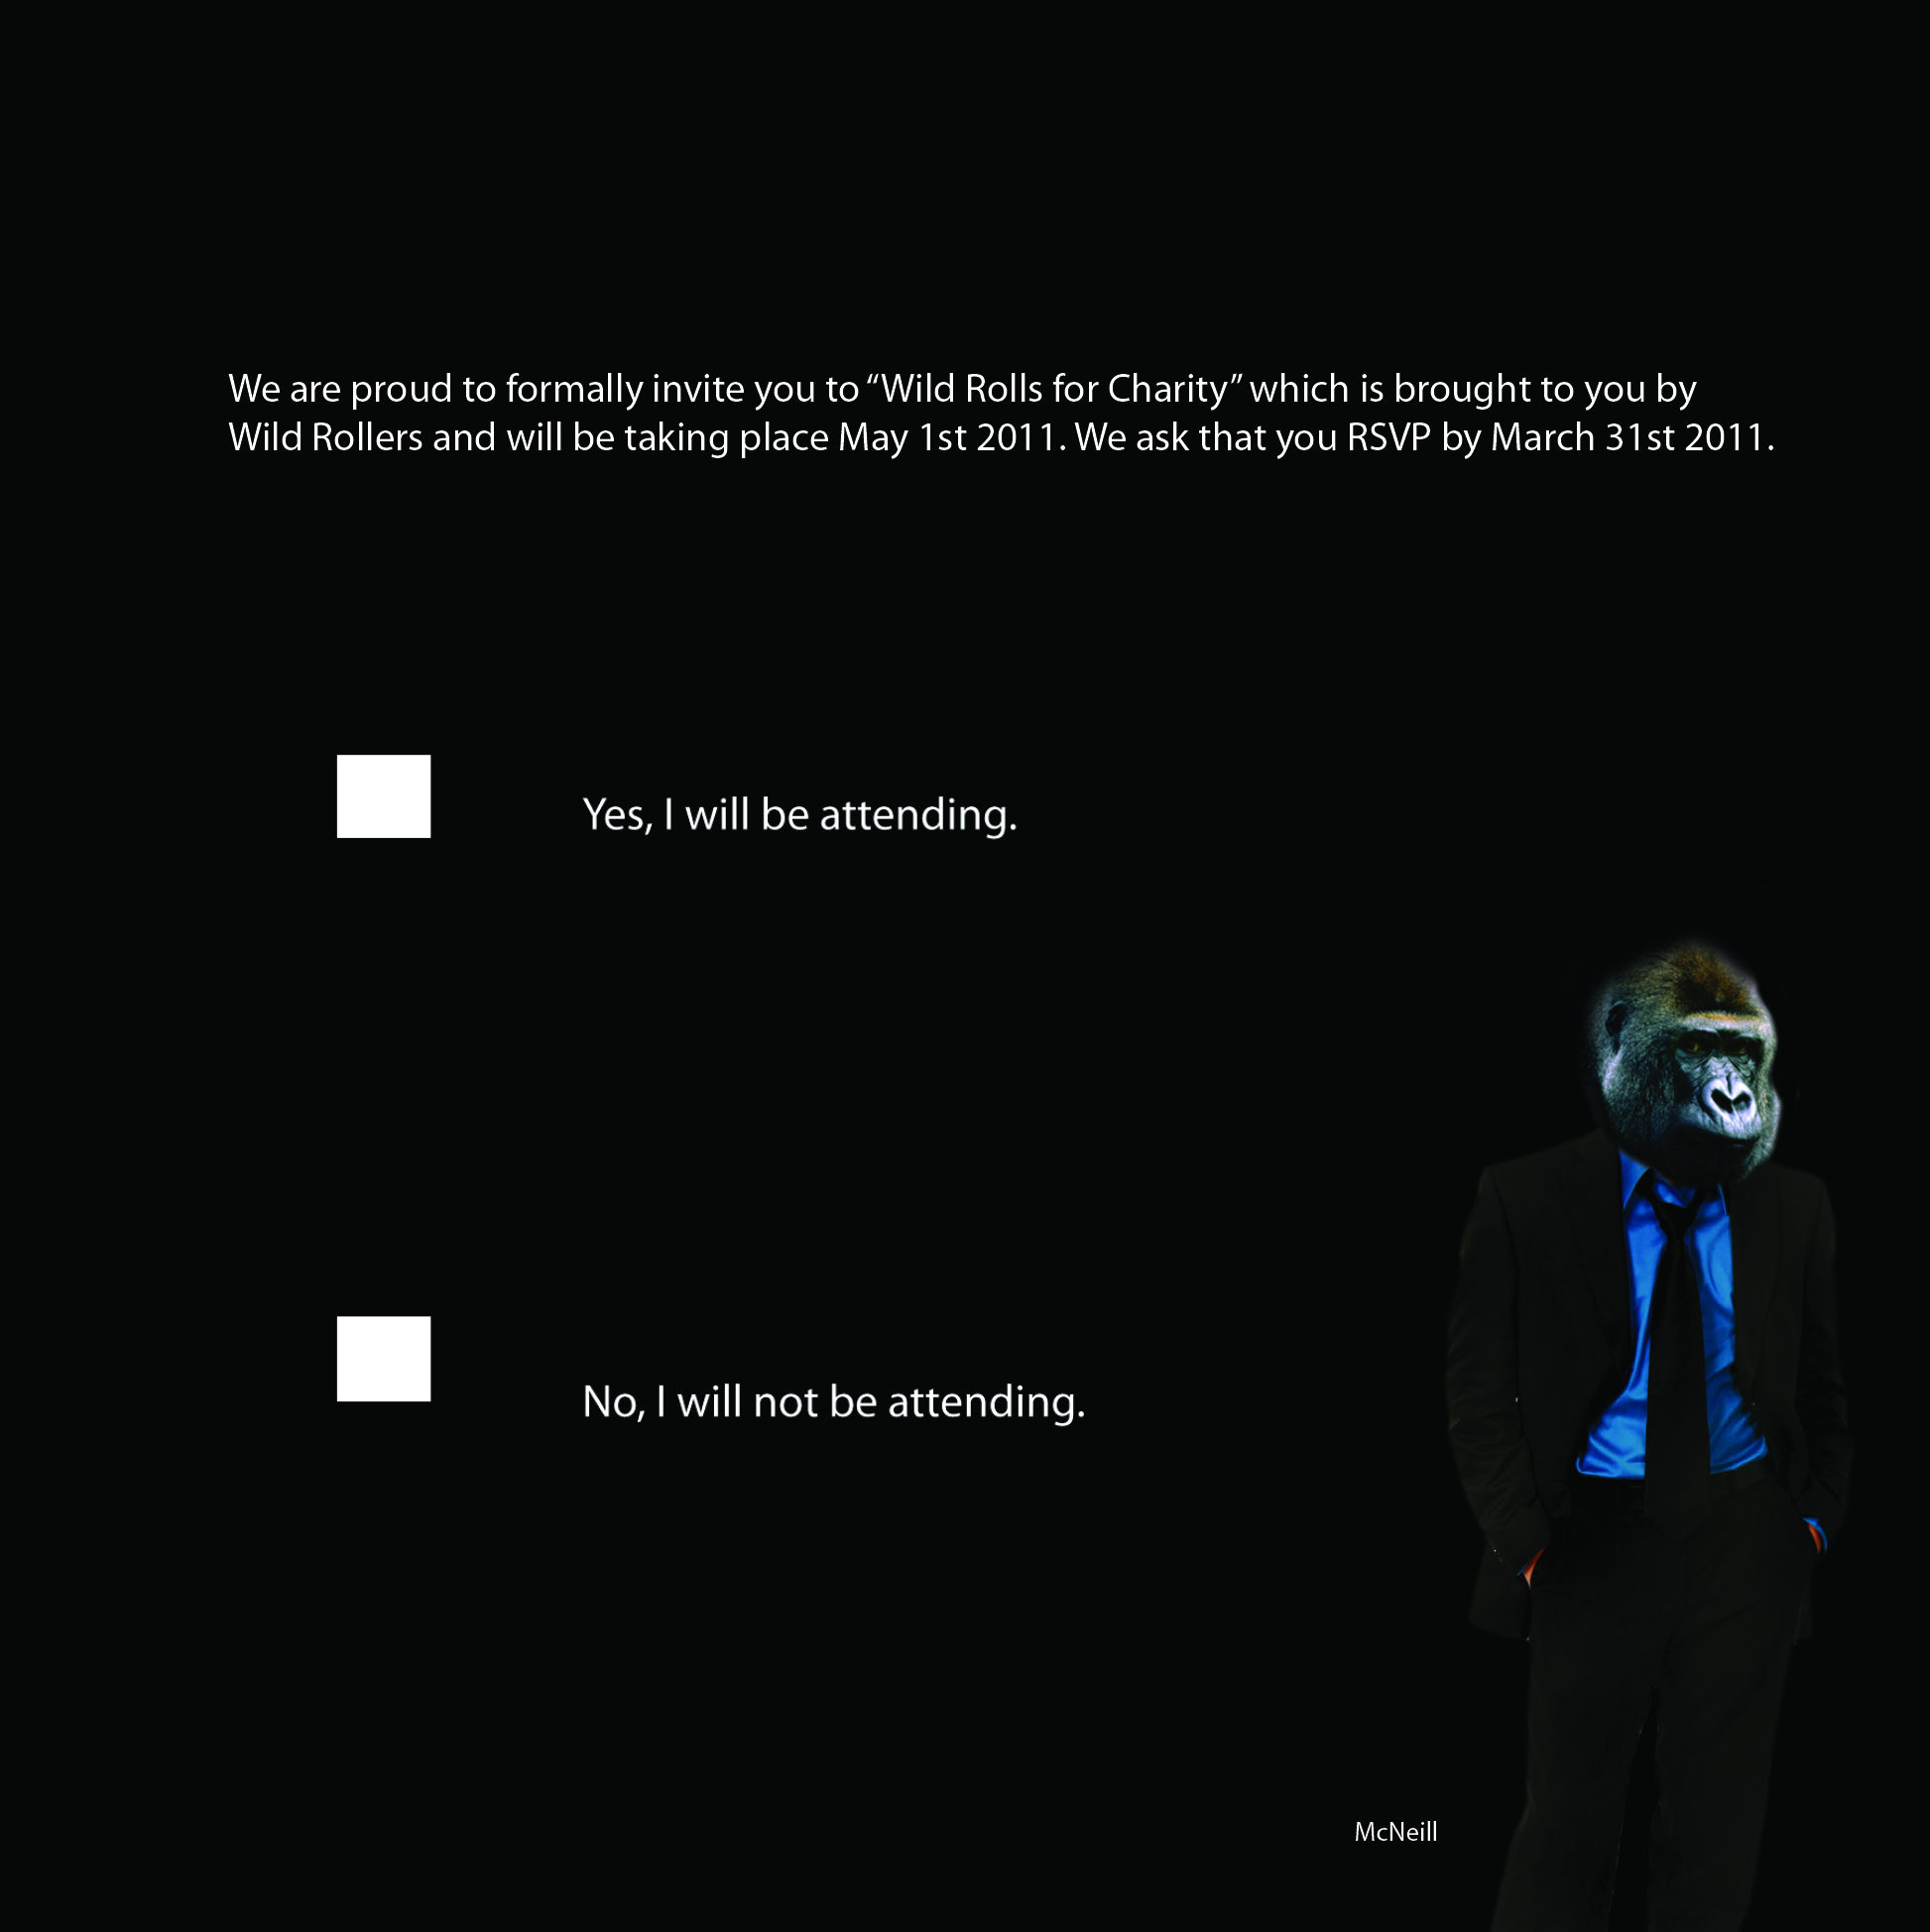 We are proud to formally invite you to “Wild Rolls for Charity” which is brought to you by
Wild Rollers and will be taking place May 1st 2011. We ask that you RSVP by March 31st 2011.
Yes, I will be attending.
No, I will not be attending.
McNeill